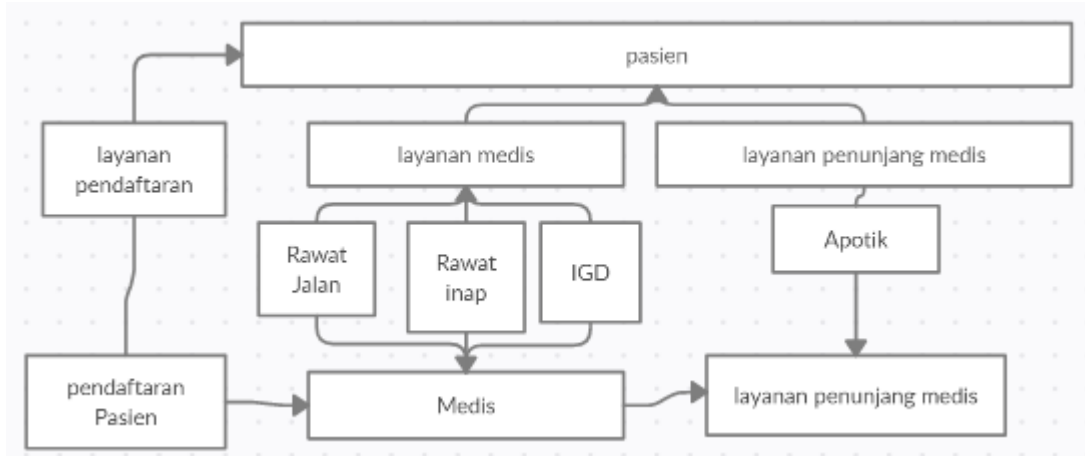 pasien
layanan
pendaftaran
layanan medis
layanan penunjang medis
Rawat
Jalan
Rawat
inap
IGD
Apotik
pendaftaran
Pasien
Medis
layanan penunjang medis